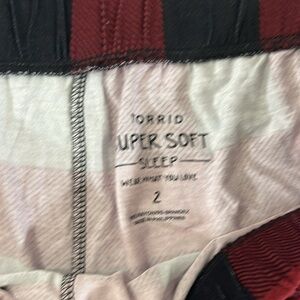 TORRID
SUPER SOFT
SLEEP
WEAR WHAT YOU LOVE
2